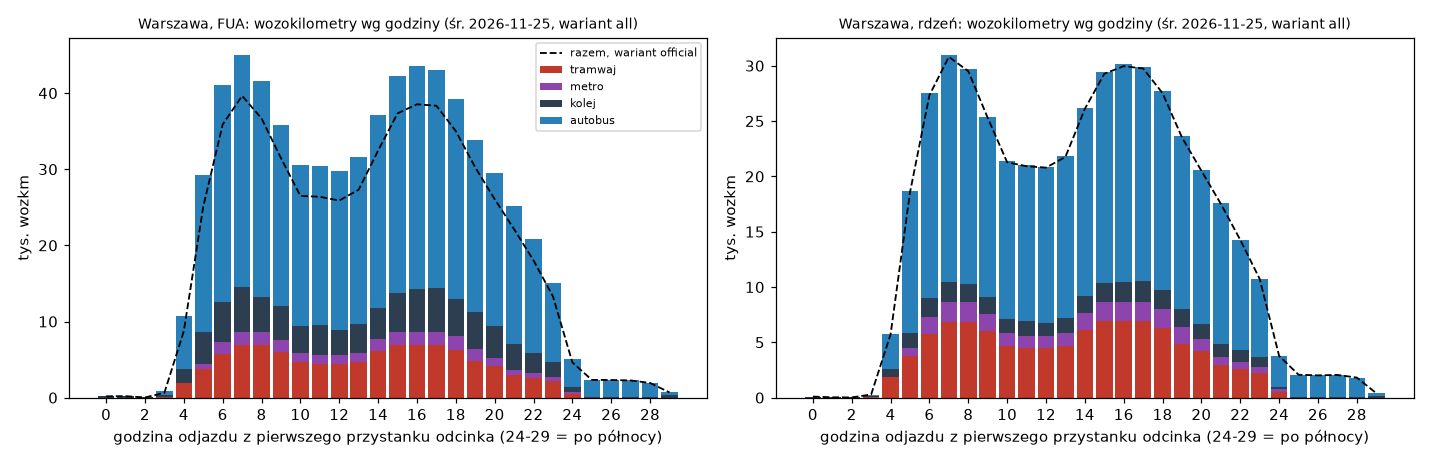 Warszawa, FUA: wozokilometry wg godziny (śr. 2026-11-25, wariant all)
tys. wozkm
40
30
20
10
0
razem, wariant official
tramwaj
metro
kolej
autobus
0 2 4 6 8 10 12 14 16 18 20 22 24 26 28
godzina odjazdu z pierwszego przystanku odcinka (24-29 = po północy)
Warszawa, rdzeń: wozokilometry wg godziny (śr. 2026-11-25, wariant all)
tys. wozkm
30
25
20
15
10
5
0
0 2 4 6 8 10 12 14 16 18 20 22 24 26 28
godzina odjazdu z pierwszego przystanku odcinka (24-29 = po północy)